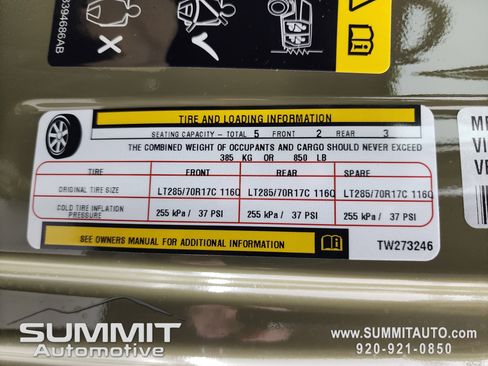 68394686AB
TIRE AND LOADING INFORMATION
SEATING CAPACITY - TOTAL 5 FRONT 2 REAR 3
THE COMBINED WEIGHT OF OCCUPANTS AND CARGO SHOULD NEVER EXCEED
385 KG OR 850 LB
TIRE FRONT REAR SPARE
ORIGINAL TIRE SIZE LT285/70R17C 116Q LT285/70R17C 116Q LT285/70R17C 116Q
COLD TIRE INFLATION PRESSURE 255 kPa / 37 PSI 255 kPa / 37 PSI 255 kPa / 37 PSI
SEE OWNERS MANUAL FOR ADDITIONAL INFORMATION
TW273246
SUMMIT
Automotive
WWW.SUMMITAUTO.COM
920-921-0850